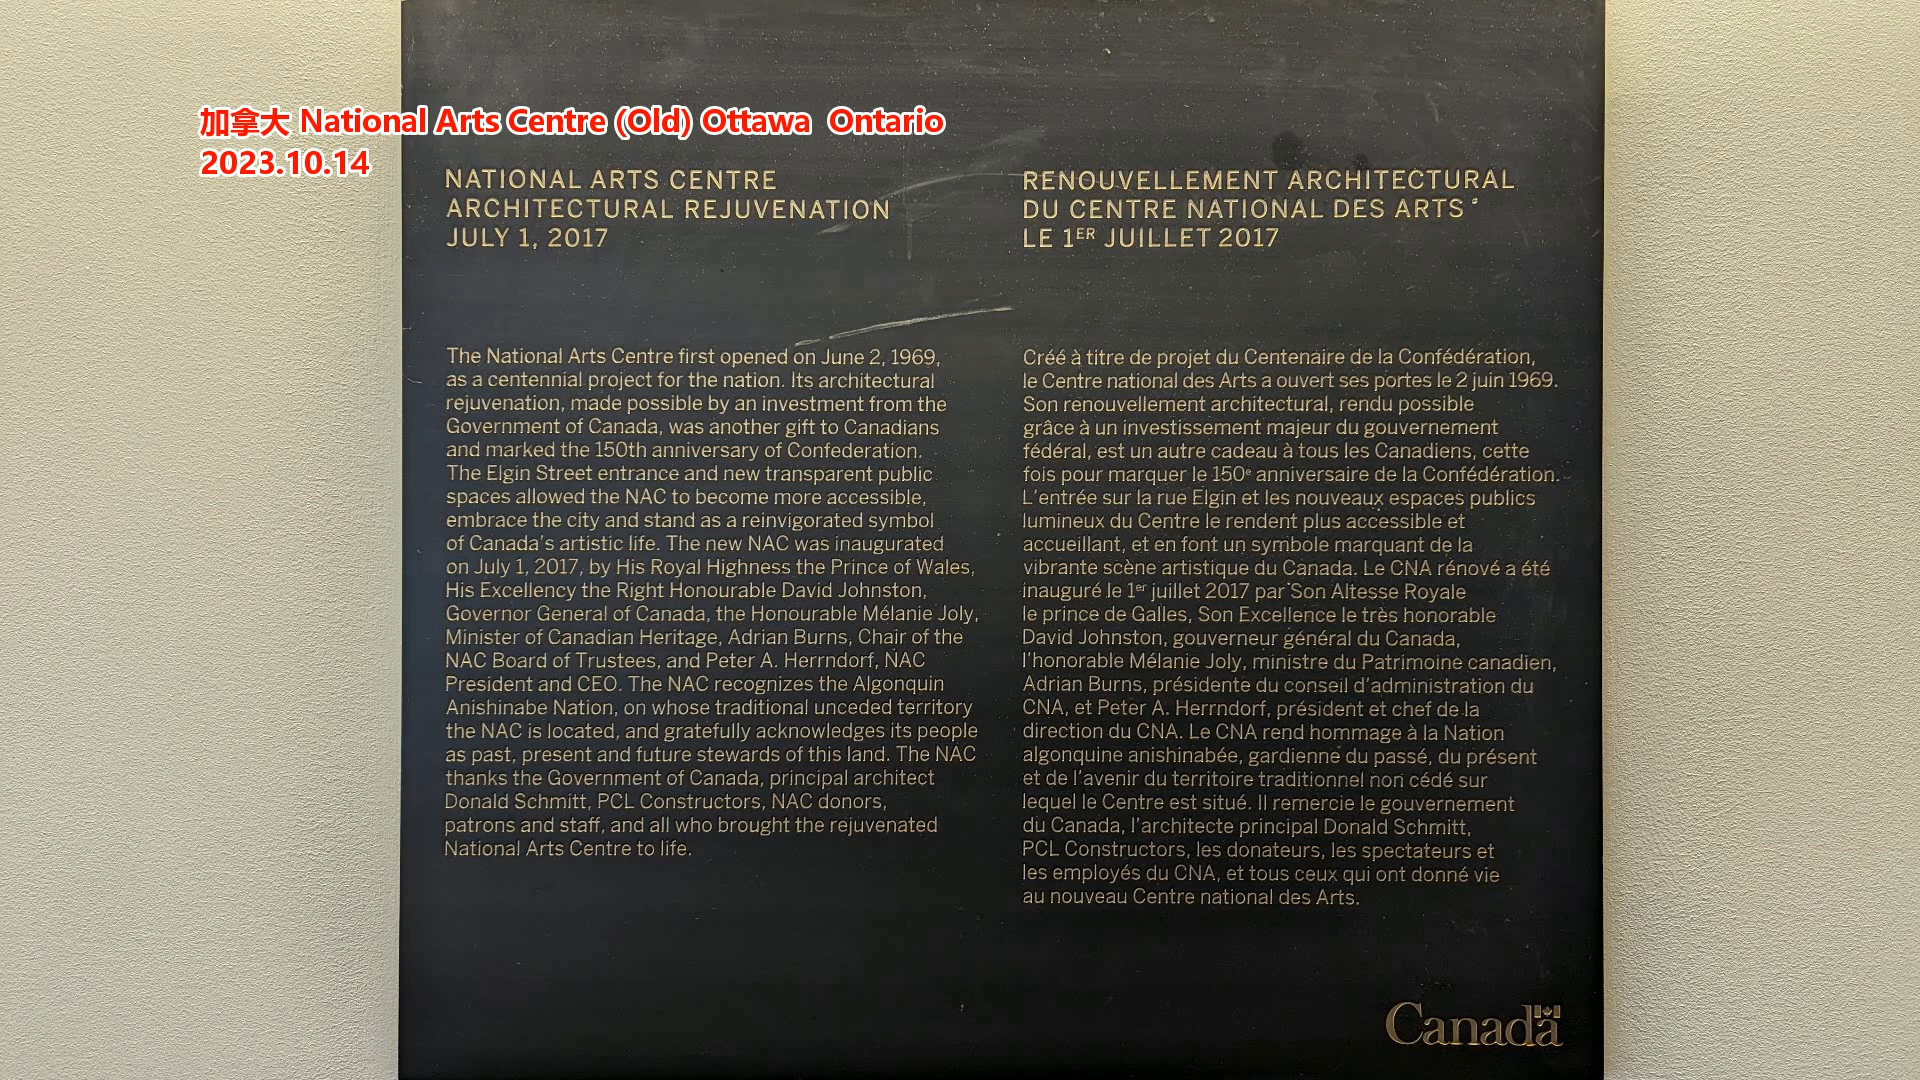 加拿大 National Arts Centre (Old) Ottawa  Ontario
2023.10.14
NATIONAL ARTS CENTRE
ARCHITECTURAL REJUVENATION
JULY 1, 2017
The National Arts Centre first opened on June 2, 1969,
as a centennial project for the nation. Its architectural
rejuvenation, made possible by an investment from the
Government of Canada, was another gift to Canadians
and marked the 150th anniversary of Confederation.
The Elgin Street entrance and new transparent public
spaces allowed the NAC to become more accessible,
embrace the city and stand as a reinvigorated symbol
of Canada's artistic life. The new NAC was inaugurated
on July 1, 2017, by His Royal Highness the Prince of Wales,
His Excellency the Right Honourable David Johnston,
Governor General of Canada, the Honourable Mélanie Joly,
Minister of Canadian Heritage, Adrian Burns, Chair of the
NAC Board of Trustees, and Peter A. Herrndorf, NAC
President and CEO. The NAC recognizes the Algonquin
Anishinabe Nation, on whose traditional unceded territory
the NAC is located, and gratefully acknowledges its people
as past, present and future stewards of this land. The NAC
thanks the Government of Canada, principal architect
Donald Schmitt, PCL Constructors, NAC donors,
patrons and staff, and all who brought the rejuvenated
National Arts Centre to life.
RENOUVELLEMENT ARCHITECTURAL
DU CENTRE NATIONAL DES ARTS
LE 1ER JUILLET 2017
Créé à titre de projet du Centenaire de la Confédération,
le Centre national des Arts a ouvert ses portes le 2 juin 1969.
Son renouvellement architectural, rendu possible
grâce à un investissement majeur du gouvernement
fédéral, est un autre cadeau à tous les Canadiens, cette
fois pour marquer le 150e anniversaire de la Confédération.
L'entrée sur la rue Elgin et les nouveaux espaces publics
lumineux du Centre le rendent plus accessible et
accueillant, et en font un symbole marquant de la
vibrante scène artistique du Canada. Le CNA rénové a été
inauguré le 1er juillet 2017 par Son Altesse Royale
le prince de Galles, Son Excellence le très honorable
David Johnston, gouverneur général du Canada,
l'honorable Mélanie Joly, ministre du Patrimoine canadien,
Adrian Burns, présidente du conseil d'administration du
CNA, et Peter A. Herrndorf, président et chef de la
direction du CNA. Le CNA rend hommage à la Nation
algonquine anishinabée, gardienne du passé, du présent
et de l'avenir du territoire traditionnel non cédé sur
lequel le Centre est situé. Il remercie le gouvernement
du Canada, l'architecte principal Donald Schmitt,
PCL Constructors, les donateurs, les spectateurs et
les employés du CNA, et tous ceux qui ont donné vie
au nouveau Centre national des Arts.
Canada